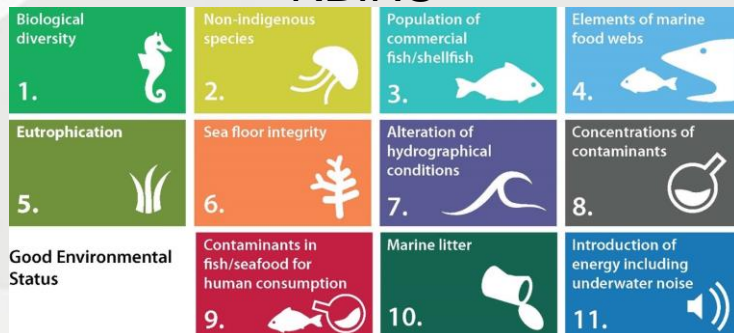 Biological
diversity
1.
Non-indigenous
species
2.
Population of
commercial
fish/shellfish
3.
Elements of marine
food webs
4.
Eutrophication
5.
Sea floor integrity
6.
Alteration of
hydrographical
conditions
7.
Concentrations of
contaminants
8.
Good Environmental
Status
Contaminants in
fish/seafood for
human consumption
9.
Marine litter
10.
Introduction of
energy including
underwater noise
11.